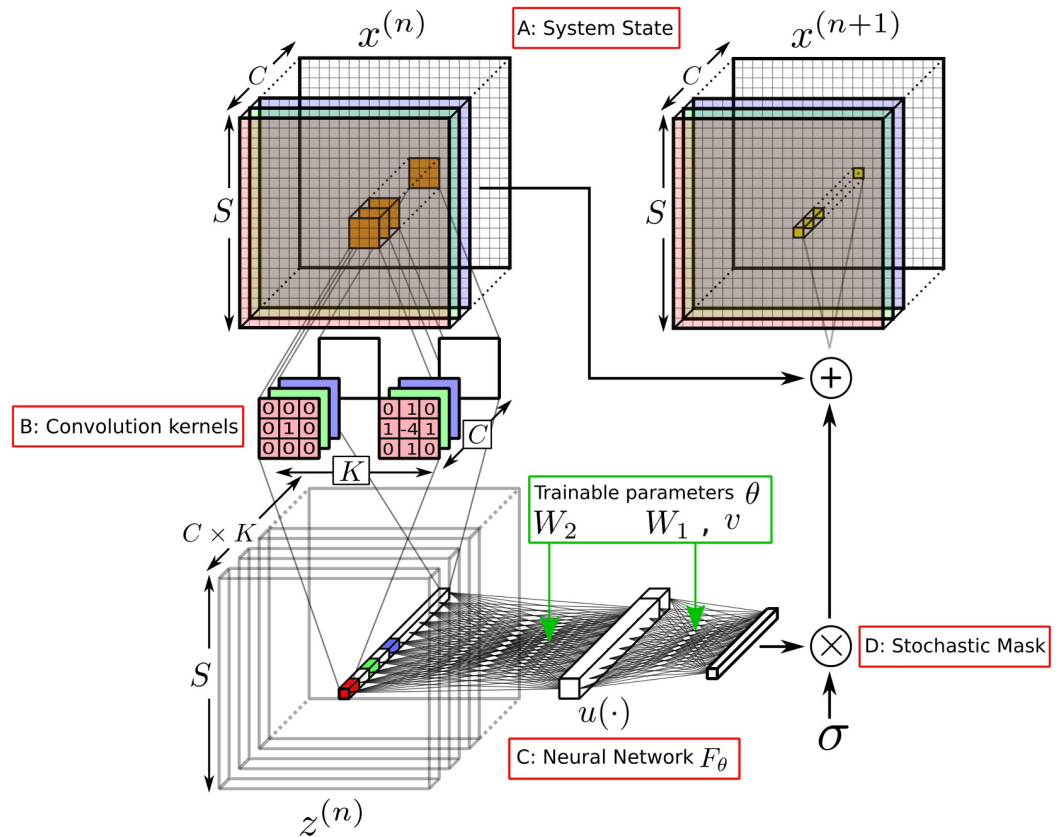 x^{(n)}
A: System State
x^{(n+1)}
C
C
S
S
B: Convolution kernels
0 0 0
0 1 0
0 0 0
0 1 0
1 -4 1
0 1 0
K
C
C × K
Trainable parameters θ
W_2 W_1 , v
S
u(·)
D: Stochastic Mask
σ
C: Neural Network F_θ
z^{(n)}